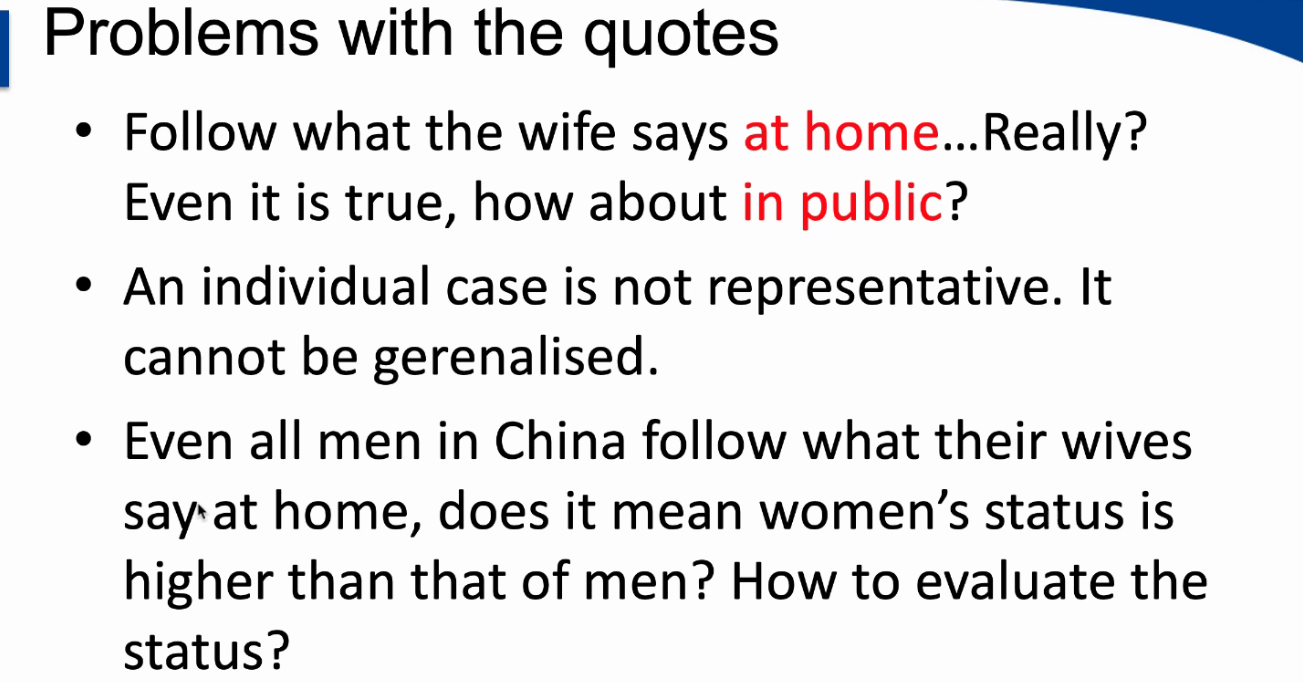 Problems with the quotes
• Follow what the wife says at home...Really?
Even it is true, how about in public?
• An individual case is not representative. It
cannot be gerenalised.
• Even all men in China follow what their wives
say at home, does it mean women’s status is
higher than that of men? How to evaluate the
status?